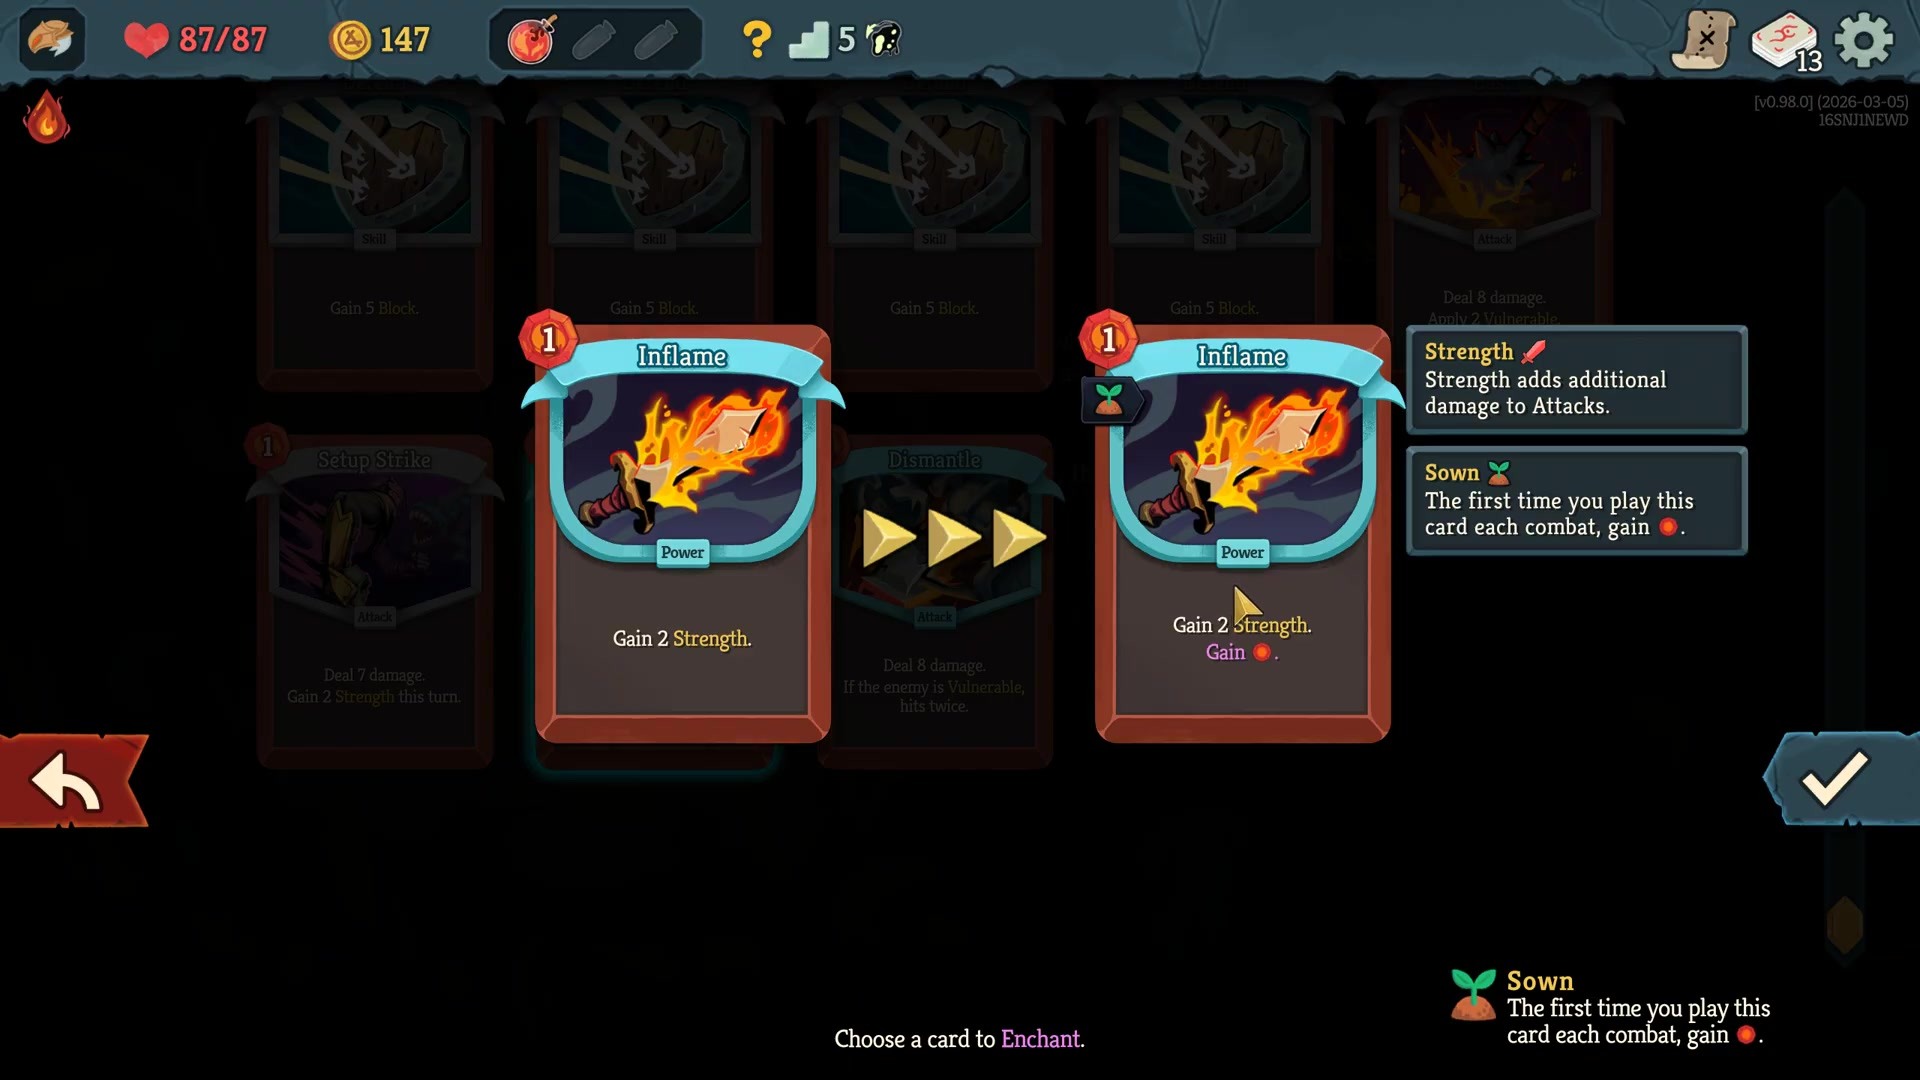 87/87
147
5
13
[v0.98.0] (2026-03-05)
16SNJ1NEWD
Skill
Skill
Skill
Skill
Attack
Gain 5 Block.
Gain 5 Block.
Gain 5 Block.
Gain 5 Block.
Deal 8 damage.
Apply 2 Vulnerable.
1
Inflame
Power
Gain 2 Strength.
1
Inflame
Power
Gain 2 Strength.
Gain .
Strength
Strength adds additional
damage to Attacks.
Sown
The first time you play this
card each combat, gain .
1
Setup Strike
Attack
Deal 7 damage.
Gain 2 Strength this turn.
Dismantle
Attack
Deal 8 damage.
If the enemy is Vulnerable,
hits twice.
Choose a card to Enchant.
Sown
The first time you play this
card each combat, gain .